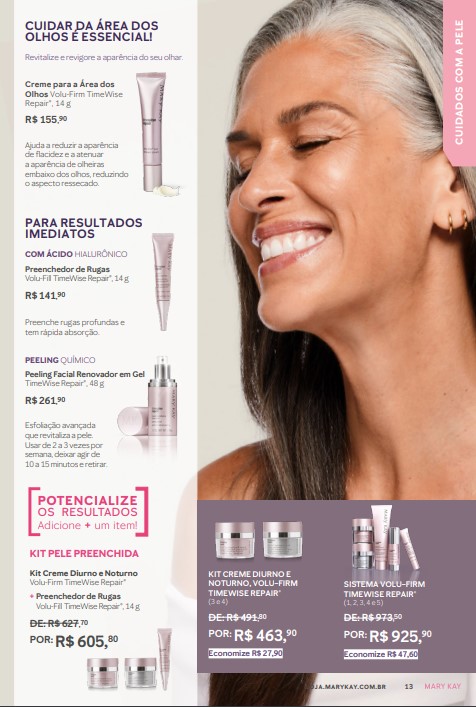 CUIDAR DA ÁREA DOS
OLHOS É ESSENCIAL!
Revitalize e revigore a aparência do seu olhar.
Creme para a Área dos
Olhos Volu-Firm TimeWise
Repair®, 14 g
R$ 155,90
Ajuda a reduzir a aparência
de flacidez e a atenuar
a aparência de olheiras
embaixo dos olhos, reduzindo
o aspecto ressecado.
PARA RESULTADOS
IMEDIATOS
COM ÁCIDO HIALURÔNICO
Preenchedor de Rugas
Volu-Fill TimeWise Repair®, 14 g
R$ 141,90
Preenche rugas profundas e
tem rápida absorção.
PEELING QUÍMICO
Peeling Facial Renovador em Gel
TimeWise Repair®, 48 g
R$ 261,90
Esfoliação avançada
que revitaliza a pele.
Usar de 2 a 3 vezes por
semana, deixar agir de
10 a 15 minutos e retirar.
POTENCIALIZE
OS RESULTADOS
Adicione + um item!
KIT PELE PREENCHIDA
Kit Creme Diurno e Noturno
Volu-Firm TimeWise Repair®
+ Preenchedor de Rugas
Volu-Fill TimeWise Repair®, 14 g
DE: R$ 627,70
POR: R$ 605,80
CUIDADOS COM A PELE
KIT CREME DIURNO E
NOTURNO, VOLU-FIRM
TIMEWISE REPAIR®
(3 e 4)
DE: R$ 491,80
POR: R$ 463,90
Economize R$ 27,90
SISTEMA VOLU-FIRM
TIMEWISE REPAIR®
(1, 2, 3, 4 e 5)
DE: R$ 973,50
POR: R$ 925,90
Economize R$ 47,60
OJA.MARYKAY.COM.BR 13 MARY KAY